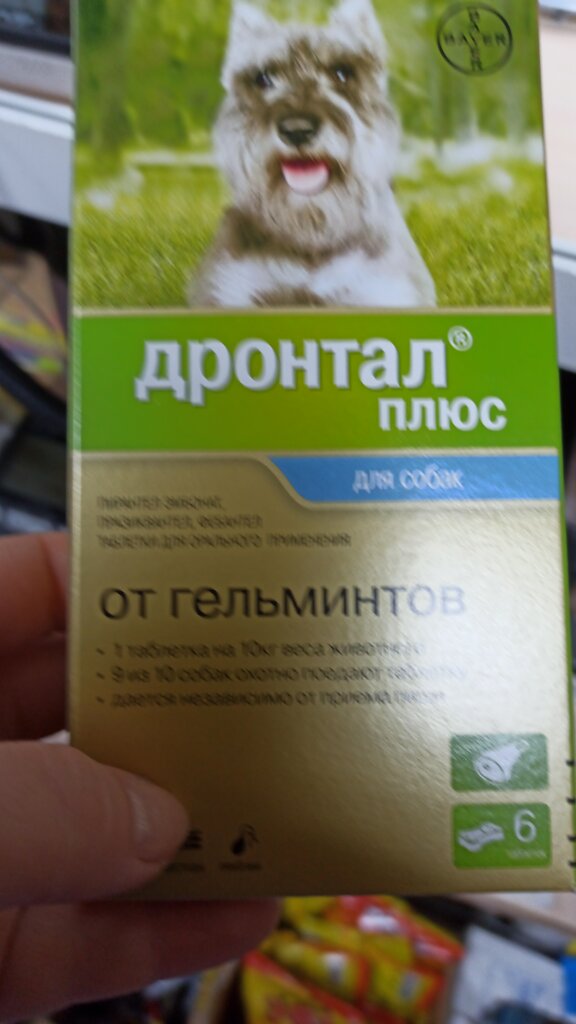 BAYER
дронтал®
плюс
для собак
ПИРАНТЕЛ ЭМБОНАТ,
ПРАЗИКВАНТЕЛ, ФЕБАНТЕЛ
ТАБЛЕТКИ ДЛЯ ОРАЛЬНОГО ПРИМЕНЕНИЯ
от гельминтов
- 1 таблетка на 10кг веса животного
- 9 из 10 собак охотно поедают таблетку
- дается независимо от приема пищи
6
таблеток